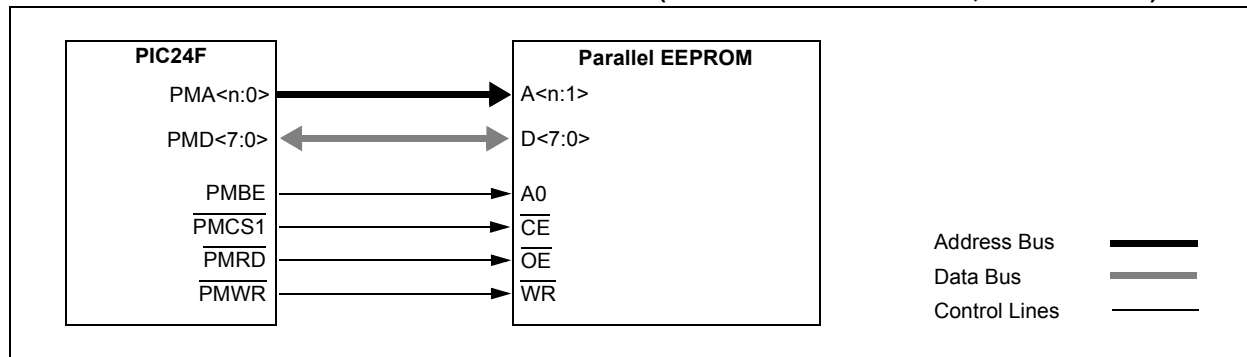 PIC24F
Parallel EEPROM
PMA<n:0>
A<n:1>
PMD<7:0>
D<7:0>
PMBE
A0
PMCS1
CE
PMRD
OE
PMWR
WR
Address Bus
Data Bus
Control Lines